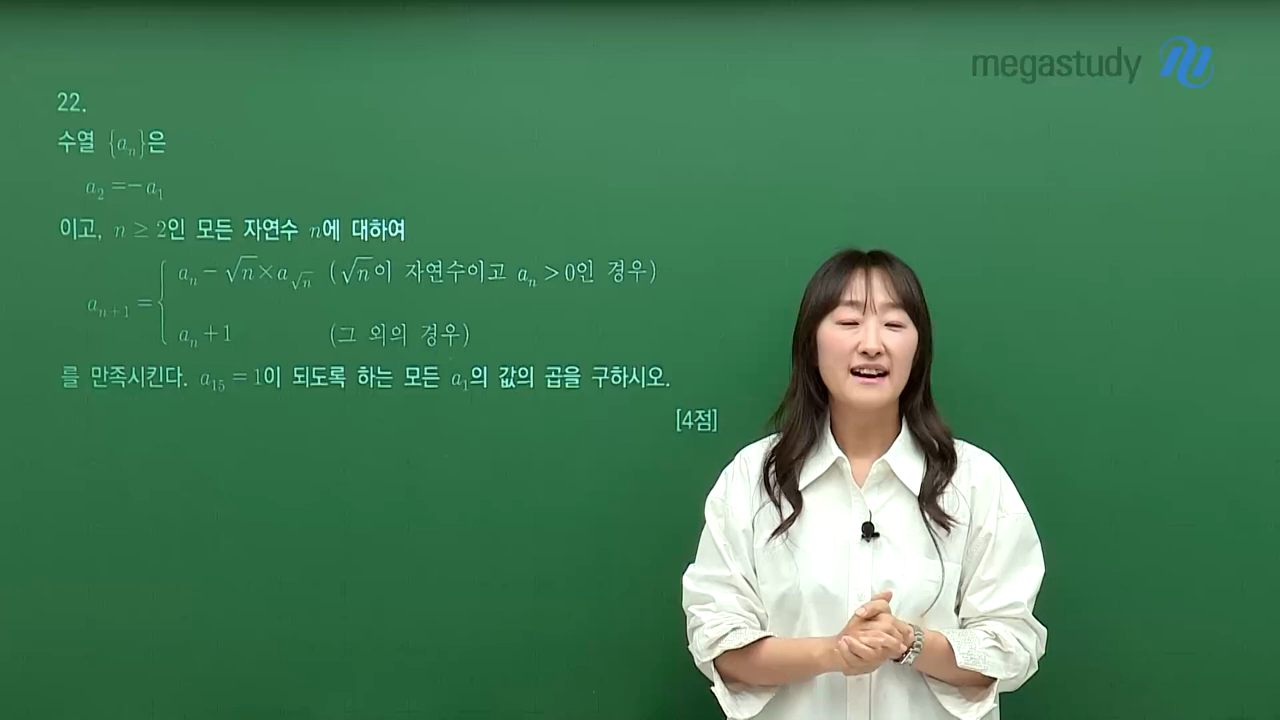 megastudy
22.
수열 {aₙ}은
a₂ = −a₁
이고, n ≥ 2인 모든 자연수 n에 대하여
aₙ₊₁ = { aₙ − √n × a_√n (√n이 자연수이고 aₙ > 0인 경우)
aₙ + 1 (그 외의 경우)
를 만족시킨다. a₁₅ = 1이 되도록 하는 모든 a₁의 값의 곱을 구하시오.
[4점]